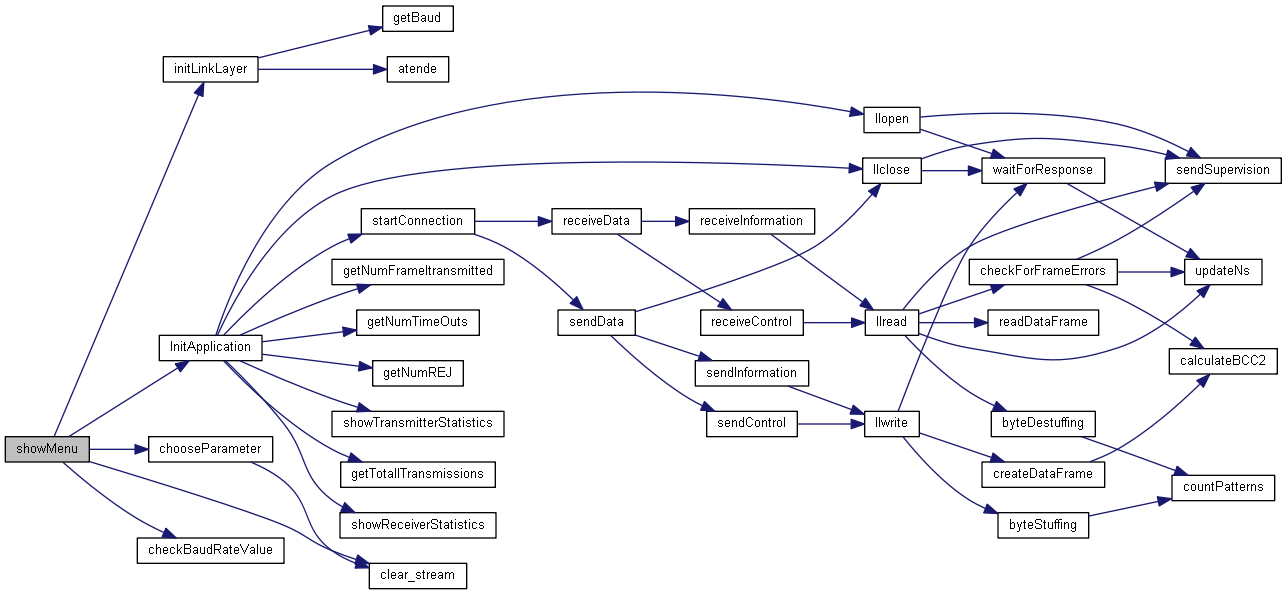 getBaud
initLinkLayer
atende
llopen
llclose
waitForResponse
sendSupervision
startConnection
receiveData
receiveInformation
getNumFrameItransmitted
checkForFrameErrors
updateNs
getNumTimeOuts
sendData
receiveControl
llread
readDataFrame
InitApplication
getNumREJ
sendInformation
calculateBCC2
showTransmitterStatistics
sendControl
llwrite
byteDestuffing
showMenu
chooseParameter
getTotalITransmissions
createDataFrame
countPatterns
showReceiverStatistics
byteStuffing
checkBaudRateValue
clear_stream